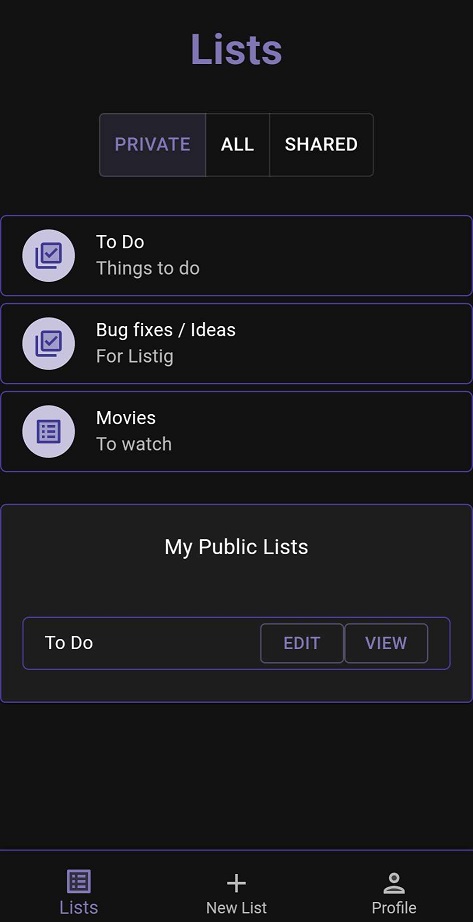 Lists
PRIVATE ALL SHARED
To Do
Things to do
Bug fixes / Ideas
For Listig
Movies
To watch
My Public Lists
To Do EDIT VIEW
Lists New List Profile